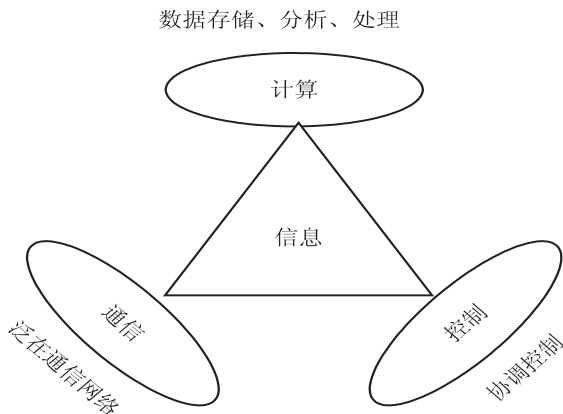 数据存储、分析、处理
计算
信息
通信
泛在通信网络
控制
协调控制